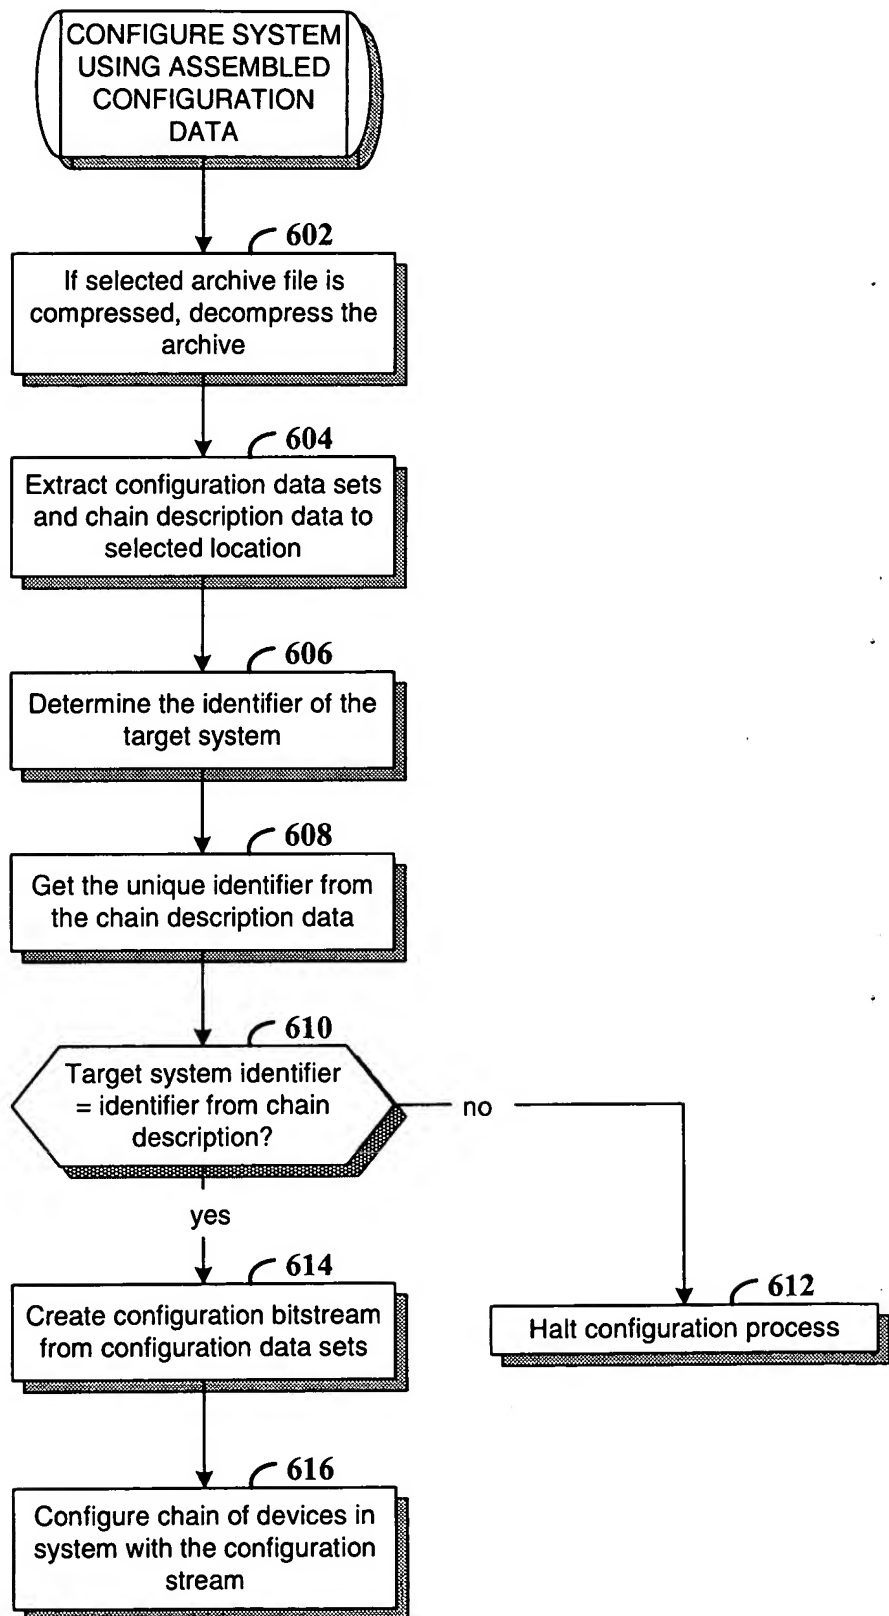 CONFIGURE SYSTEM
USING ASSEMBLED
CONFIGURATION
DATA
602
If selected archive file is
compressed, decompress the
archive
604
Extract configuration data sets
and chain description data to
selected location
606
Determine the identifier of the
target system
608
Get the unique identifier from
the chain description data
610
Target system identifier
= identifier from chain
description?
no
yes
614
Create configuration bitstream
from configuration data sets
612
Halt configuration process
616
Configure chain of devices in
system with the configuration
stream